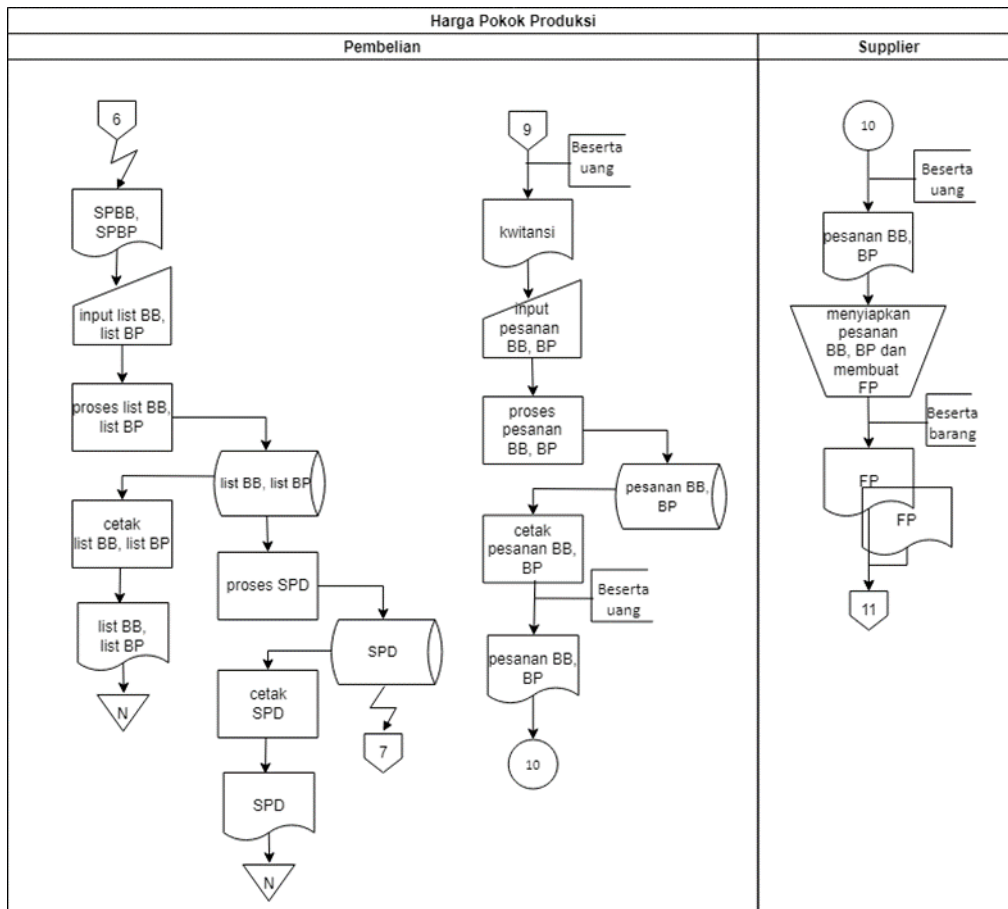 Harga Pokok Produksi
Pembelian
Supplier
6
SPBB,
SPBP
input list BB,
list BP
proses list BB,
list BP
list BB, list BP
cetak
list BB, list BP
list BB,
list BP
N
proses SPD
SPD
cetak
SPD
7
SPD
N
9
Beserta
uang
kwitansi
input
pesanan
BB, BP
proses
pesanan
BB, BP
pesanan BB,
BP
cetak
pesanan BB,
BP
Beserta
uang
pesanan BB,
BP
10
10
Beserta
uang
pesanan BB,
BP
menyiapkan
pesanan
BB, BP dan
membuat
FP
Beserta
barang
FP
FP
11